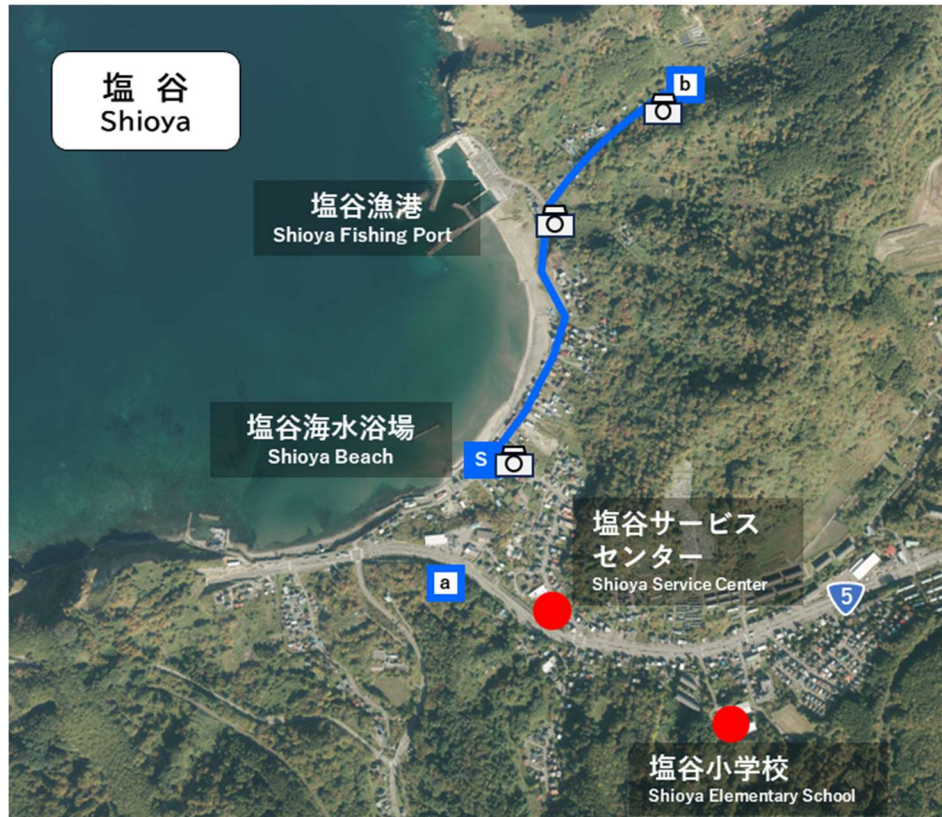 塩 谷
Shioya
b
塩谷漁港
Shioya Fishing Port
塩谷海水浴場
Shioya Beach
S
塩谷サービス
センター
Shioya Service Center
a
5
塩谷小学校
Shioya Elementary School